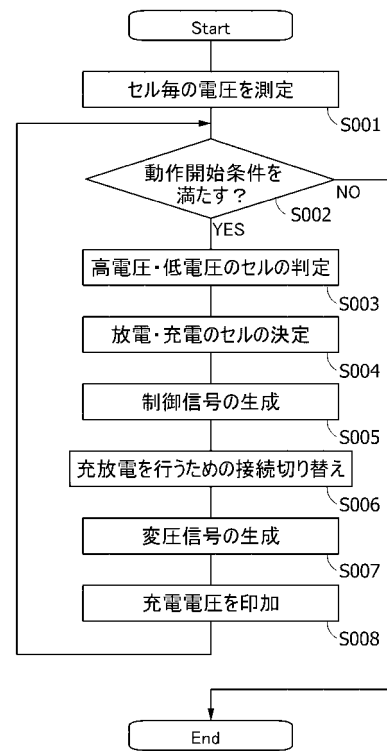 Start
セル毎の電圧を測定
S001
動作開始条件を
満たす？
NO
S002
YES
高電圧・低電圧のセルの判定
S003
放電・充電のセルの決定
S004
制御信号の生成
S005
充放電を行うための接続切り替え
S006
変圧信号の生成
S007
充電電圧を印加
S008
End